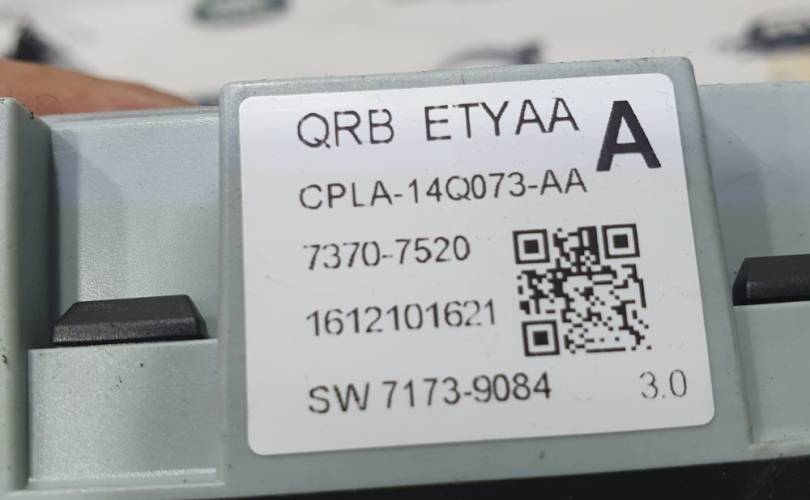 QRB ETYAA A
CPLA-14Q073-AA
7370-7520
1612101621
SW 7173-9084 3.0